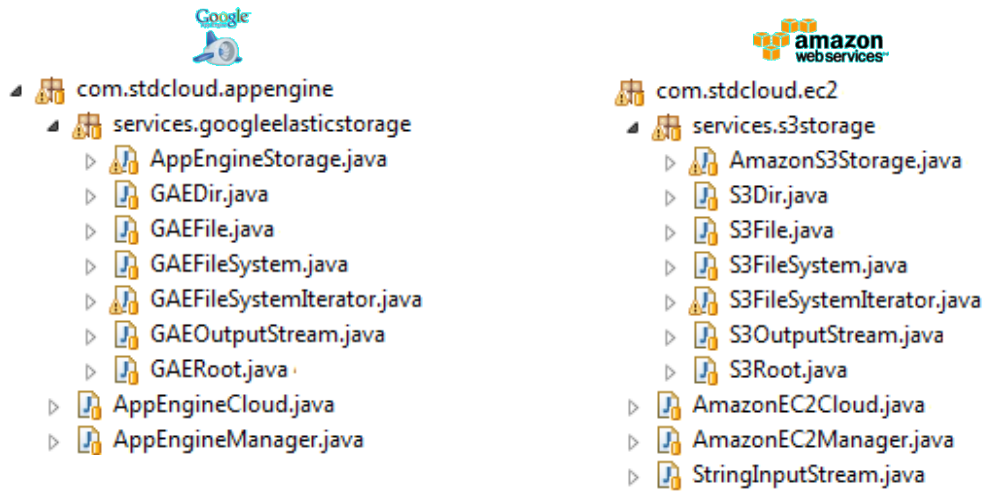 Google
com.stdcloud.appengine
services.googleelasticstorage
AppEngineStorage.java
GAEDir.java
GAEFile.java
GAEFileSystem.java
GAEFileSystemIterator.java
GAEOutputStream.java
GAERoot.java
AppEngineCloud.java
AppEngineManager.java
amazon
webservices™
com.stdcloud.ec2
services.s3storage
AmazonS3Storage.java
S3Dir.java
S3File.java
S3FileSystem.java
S3FileSystemIterator.java
S3OutputStream.java
S3Root.java
AmazonEC2Cloud.java
AmazonEC2Manager.java
StringInputStream.java